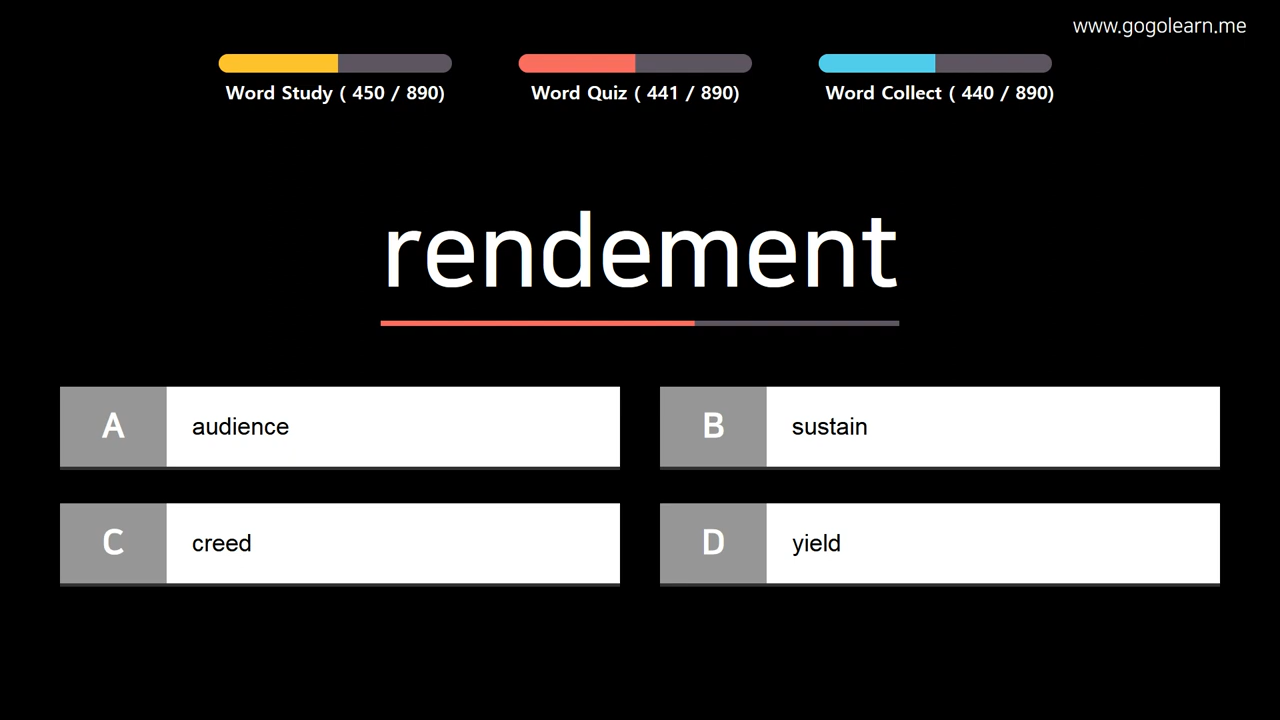 www.gogolearn.me
Word Study ( 450 / 890)
Word Quiz ( 441 / 890)
Word Collect ( 440 / 890)
rendement
A audience
B sustain
C creed
D yield